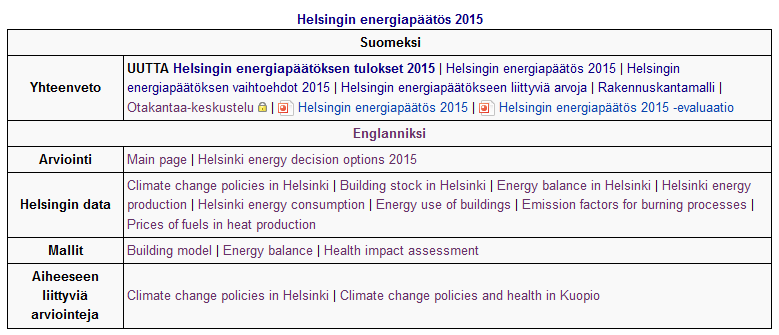 Helsingin energiapäätös 2015
Suomeksi
Yhteenveto
UUTTA Helsingin energiapäätöksen tulokset 2015 | Helsingin energiapäätös 2015 | Helsingin
energiapäätöksen vaihtoehdot 2015 | Helsingin energiapäätökseen liittyviä arvoja | Rakennuskantamalli |
Otakantaa-keskustelu | Helsingin energiapäätös 2015 | Helsingin energiapäätös 2015 -evaluaatio
Englanniksi
Arviointi
Main page | Helsinki energy decision options 2015
Helsingin data
Climate change policies in Helsinki | Building stock in Helsinki | Energy balance in Helsinki | Helsinki energy
production | Helsinki energy consumption | Energy use of buildings | Emission factors for burning processes |
Prices of fuels in heat production
Mallit
Building model | Energy balance | Health impact assessment
Aiheeseen
liittyviä
arviointeja
Climate change policies in Helsinki | Climate change policies and health in Kuopio